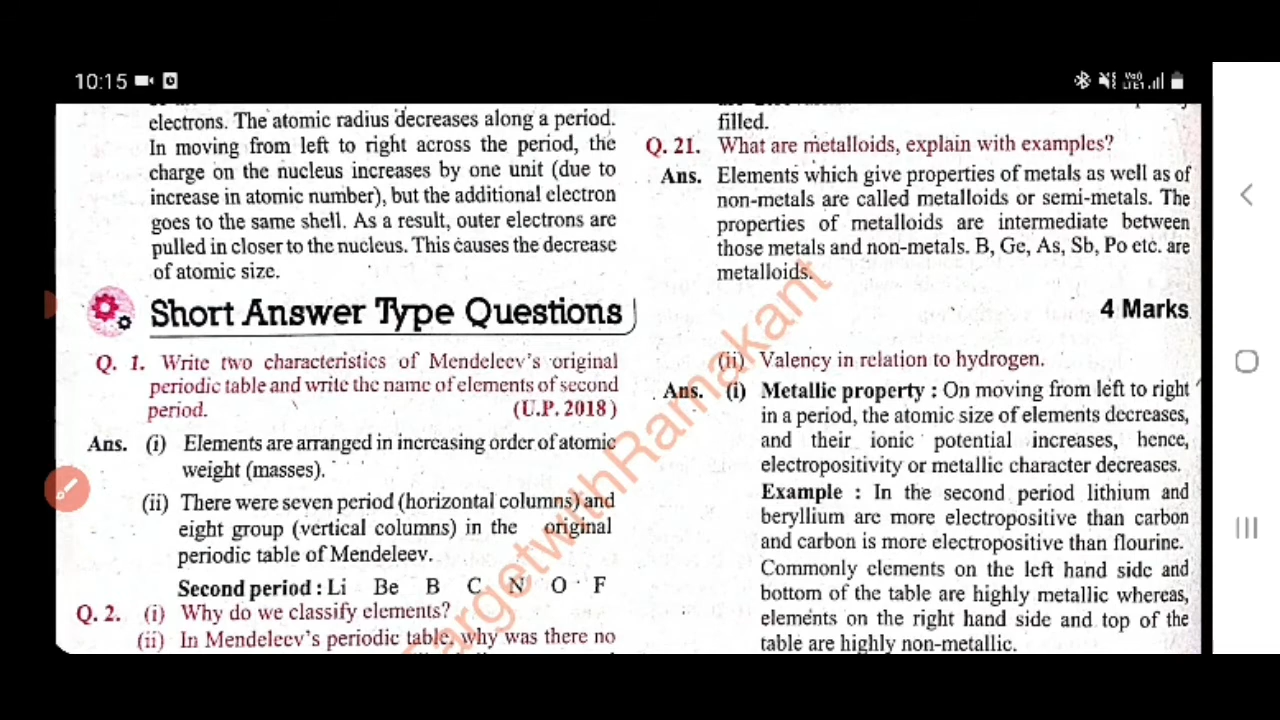 10:15
electrons. The atomic radius decreases along a period.
In moving from left to right across the period, the
charge on the nucleus increases by one unit (due to
increase in atomic number), but the additional electron
goes to the same shell. As a result, outer electrons are
pulled in closer to the nucleus. This causes the decrease
of atomic size.
Short Answer Type Questions
Q. 1. Write two characteristics of Mendeleev's original
periodic table and write the name of elements of second
period. (U.P. 2018)
Ans. (i) Elements are arranged in increasing order of atomic
weight (masses).
(ii) There were seven period (horizontal columns) and
eight group (vertical columns) in the original
periodic table of Mendeleev.
Second period : Li Be B C N O F
Q. 2. (i) Why do we classify elements?
(ii) In Mendeleev's periodic table, why was there no
filled.
Q. 21. What are metalloids, explain with examples?
Ans. Elements which give properties of metals as well as of
non-metals are called metalloids or semi-metals. The
properties of metalloids are intermediate between
those metals and non-metals. B, Ge, As, Sb, Po etc. are
metalloids.
4 Marks
(ii) Valency in relation to hydrogen.
Ans. (i) Metallic property : On moving from left to right
in a period, the atomic size of elements decreases,
and their ionic potential increases, hence,
electropositivity or metallic character decreases.
Example : In the second period lithium and
beryllium are more electropositive than carbon
and carbon is more electropositive than flourine.
Commonly elements on the left hand side and
bottom of the table are highly metallic whereas,
elements on the right hand side and top of the
table are highly non-metallic.
argetwithRamakant